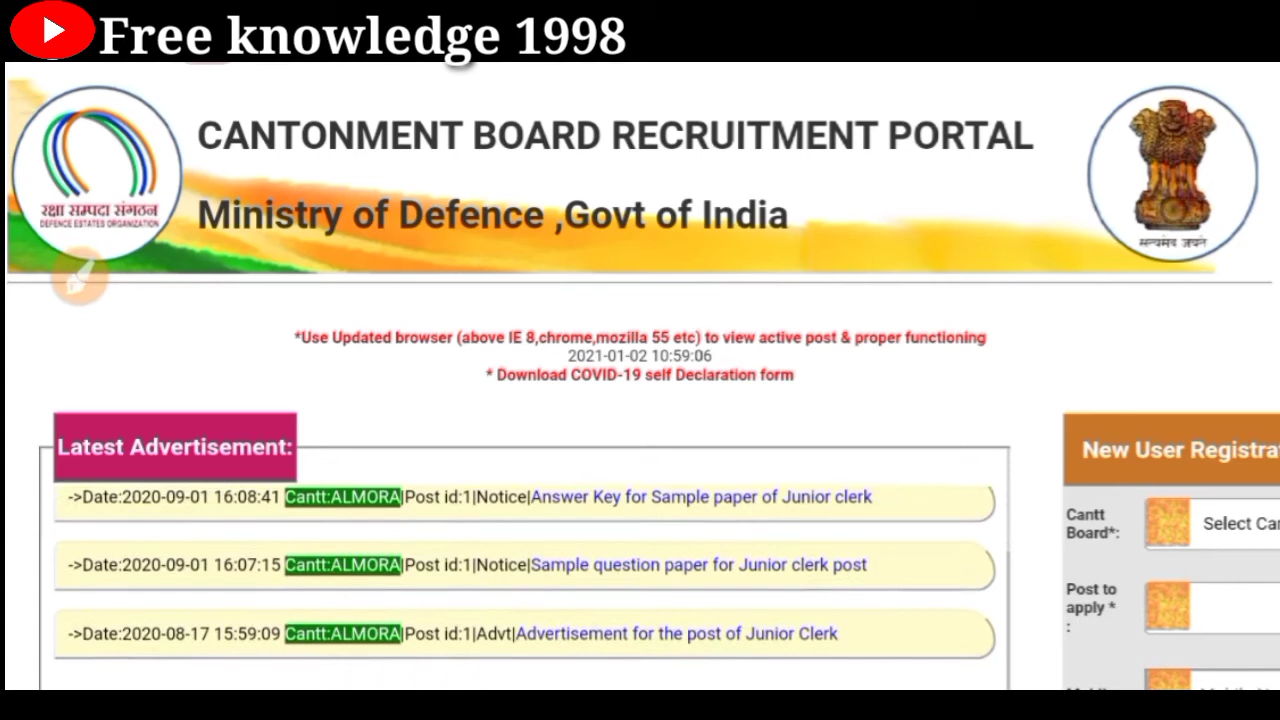 Free knowledge 1998
CANTONMENT BOARD RECRUITMENT PORTAL
Ministry of Defence ,Govt of India
रक्षा सम्पदा संगठन
DEFENCE ESTATES ORGANIZATION
सत्यमेव जयते
*Use Updated browser (above IE 8,chrome,mozilla 55 etc) to view active post & proper functioning
2021-01-02 10:59:06
* Download COVID-19 self Declaration form
Latest Advertisement:
->Date:2020-09-01 16:08:41 Cantt:ALMORA|Post id:1|Notice|Answer Key for Sample paper of Junior clerk
->Date:2020-09-01 16:07:15 Cantt:ALMORA|Post id:1|Notice|Sample question paper for Junior clerk post
->Date:2020-08-17 15:59:09 Cantt:ALMORA|Post id:1|Advt|Advertisement for the post of Junior Clerk
New User Registra
Cantt
Board*:
Select Can
Post to
apply *
: